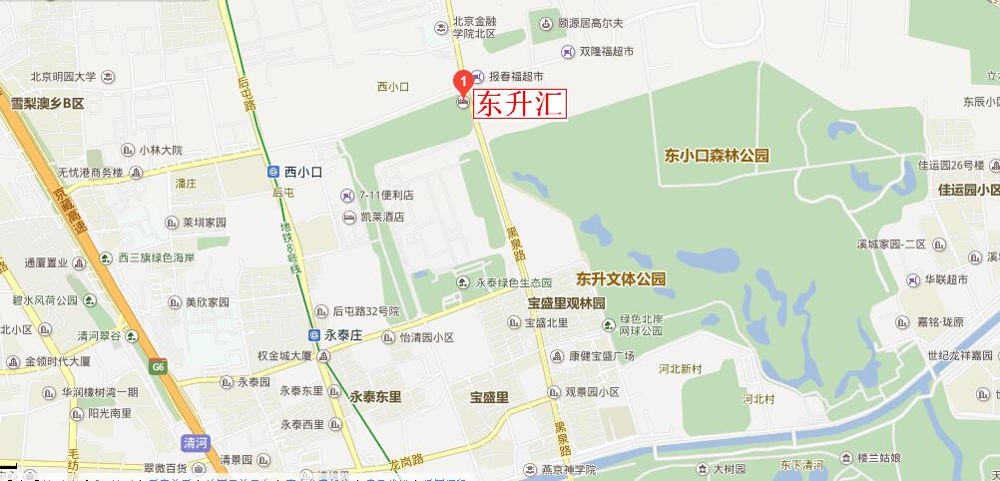 北京金融
学院北区
颐源居高尔夫
双隆福超市
北京明园大学
雪梨澳乡B区
后屯路
西小口
1
报春福超市
东升汇
东辰小区
小林大院
东小口森林公园
佳运园26号楼
无忧港商务楼
潘庄
西小口
后屯
佳运园小区
京藏高速
7-11便利店
凯莱酒店
莱圳家园
地铁8号线
黑泉路
溪城家园-二区
通厦置业
西三旗绿色海岸
永泰绿色生态园
东升文体公园
华联超市
碧水风荷公园
美欣家园
后屯路32号院
宝盛里观林园
宝盛北里
绿色北岸
网球公园
嘉铭·珑原
清河翠谷
永泰庄
怡清园小区
金领时代大厦
权金城大厦
康健宝盛广场
世纪龙祥嘉园
G6
永泰园
河北新村
华润橡树湾一期
永泰东里
永泰东里
宝盛里
观景园小区
河北村
阳光南里
永泰西里
黑泉路
清河
毛纺
翠微百货
清景园
龙岗路
燕京神学院
大树园
东下清河
楼兰姑娘